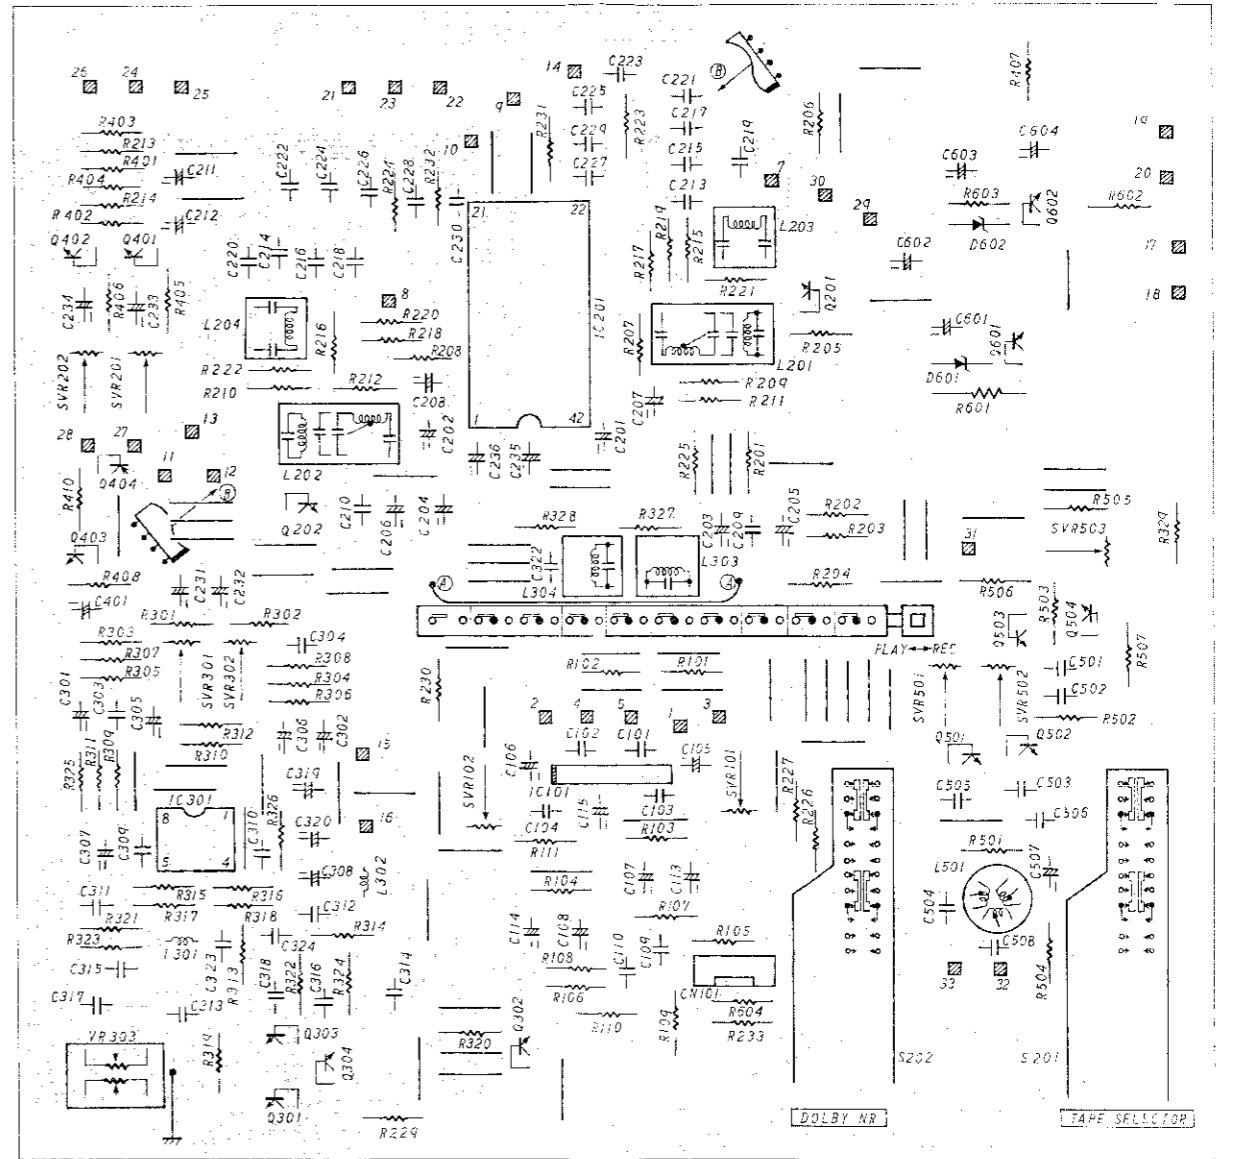 C223
14
B
C221
R407
26
24
25
21
23
22
9
C225
C217
R206
R231
R223
C219
19
R403
R213
R401
R404
R214
R402
C211
C212
C222
C224
C226
R224
C228
R232
10
C229
C227
C215
C213
C604
C603
20
7
30
29
R603
R602
Q602
D602
C230
21
22
R219
R215
R217
L203
C602
17
18
Q402
Q401
C220
C214
C216
C218
R221
Q201
C234
R406
C233
R405
8
L204
R216
R220
R218
R208
IC201
R207
L201
R205
C601
Q601
D601
R601
SVR202
SVR201
R222
R210
R212
C208
C207
R209
R211
28
27
13
11
12
C202
1
42
C201
L202
C236
C235
R225
R201
R410
Q404
B
Q202
C210
C206
C204
R328
R327
C203
C209
C205
R202
R203
R505
SVR503
R329
31
Q403
R408
C401
C231
C232
C322
L304
L303
R204
R506
R503
Q504
Q503
A
A
R301
R302
R303
R307
R305
C304
R308
R304
R306
PLAY↔REC
C501
C502
R507
SVR301
SVR302
R230
R102
R101
SVR501
SVR502
R502
C301
C303
C305
R312
R310
C306
C302
15
2
4
5
1
3
C102
C101
C105
C106
Q501
Q502
R325
R311
R309
C319
SVR102
SVR101
R227
R226
C505
C503
C506
IC301
8
1
5
4
C310
R326
C320
16
IC101
C104
R111
C115
C103
R103
C307
C309
C308
L302
R501
L501
C507
C311
R315
R317
R316
R318
C312
R314
R104
C107
C113
R107
C504
R321
R323
L301
C323
R313
C324
C114
C108
C110
C109
R105
C508
C315
C318
R322
C316
R324
C314
R108
R106
33
32
R504
C317
C313
Q302
R110
R109
CN101
R604
R233
VR303
R319
Q303
Q304
R320
S202
S201
Q301
R229
DOLBY NR
TAPE SELECTOR